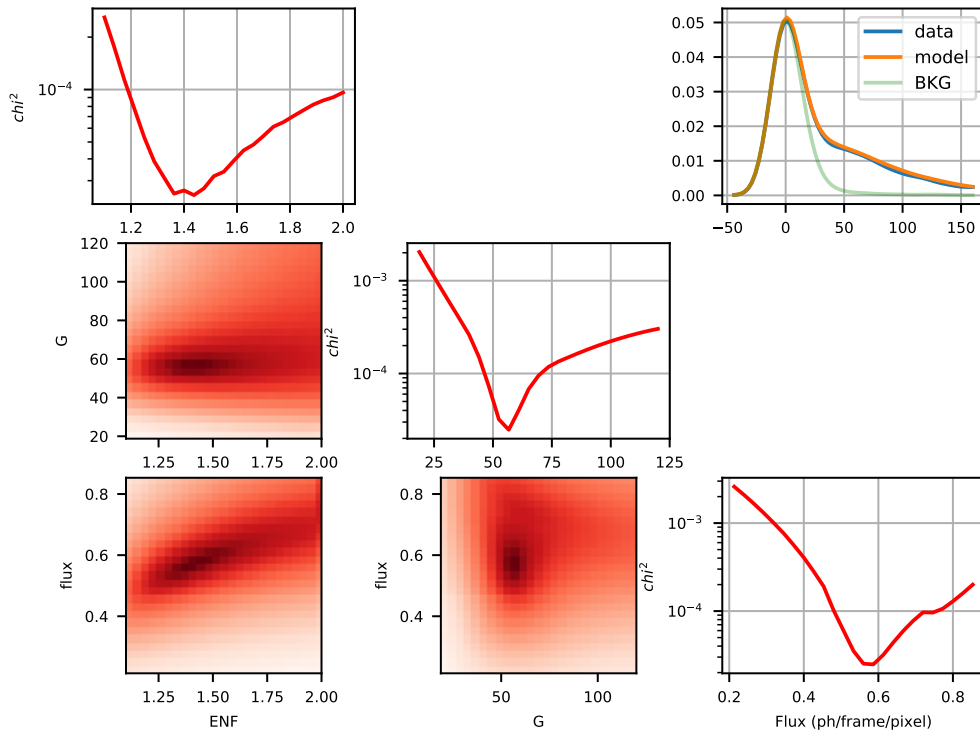 10⁻⁴
chi²
1.2 1.4 1.6 1.8 2.0
0.05
0.04
0.03
0.02
0.01
0.00
data
model
BKG
−50 0 50 100 150
120
100
80
60
40
20
G
1.25 1.50 1.75 2.00
chi²
10⁻³
10⁻⁴
25 50 75 100 125
0.8
0.6
0.4
flux
1.25 1.50 1.75 2.00
ENF
0.8
0.6
0.4
flux
50 100
G
chi²
10⁻³
10⁻⁴
0.2 0.4 0.6 0.8
Flux (ph/frame/pixel)